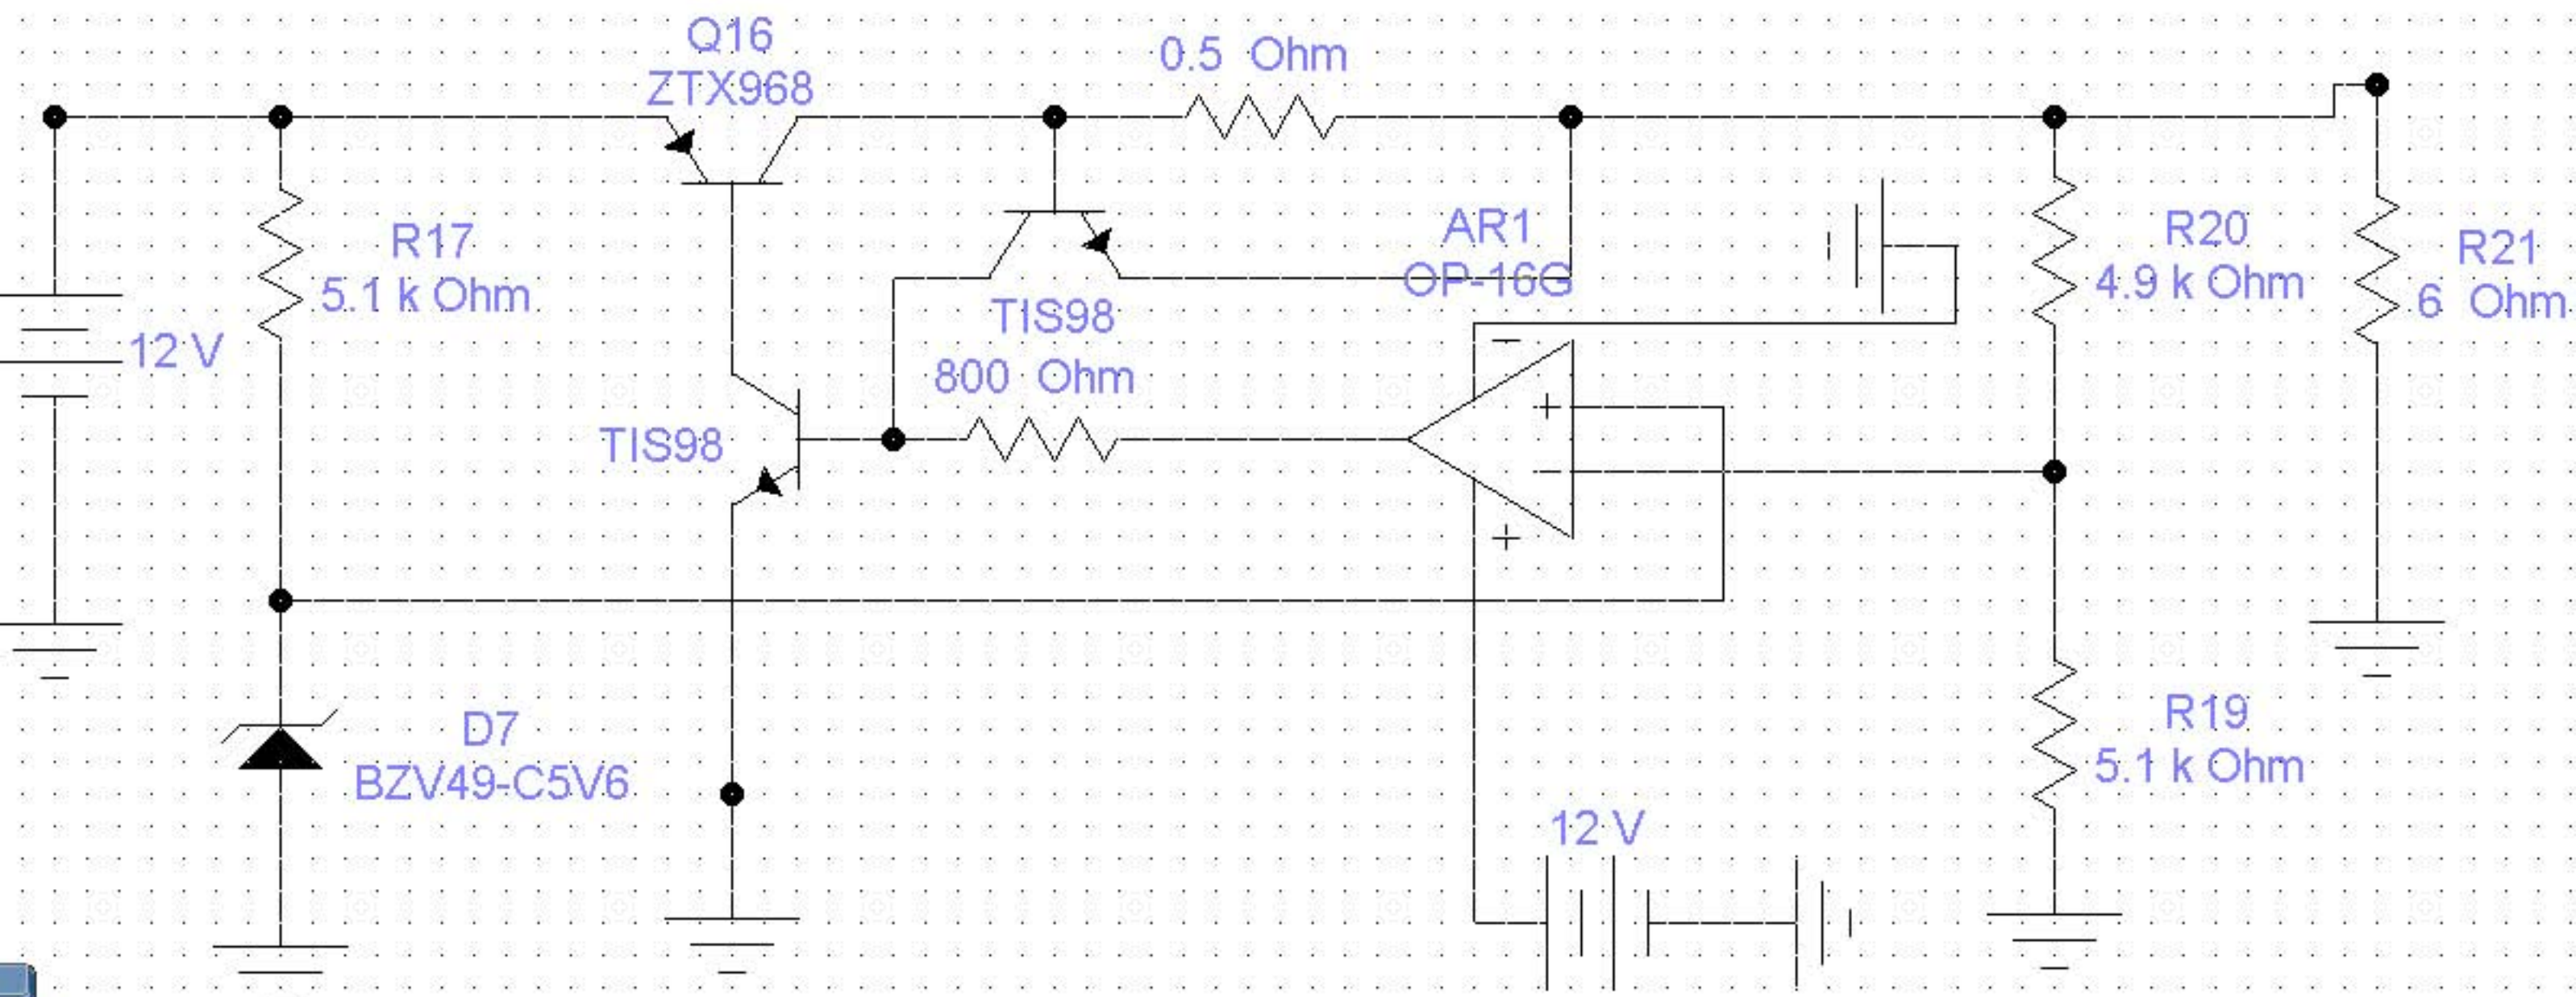 Q16
ZTX968
0.5 Ohm
R17
5.1 k Ohm
12 V
TIS98
800 Ohm
TIS98
AR1
OP-16G
-
+
-
+
R20
4.9 k Ohm
R21
6 Ohm
D7
BZV49-C5V6
12 V
R19
5.1 k Ohm